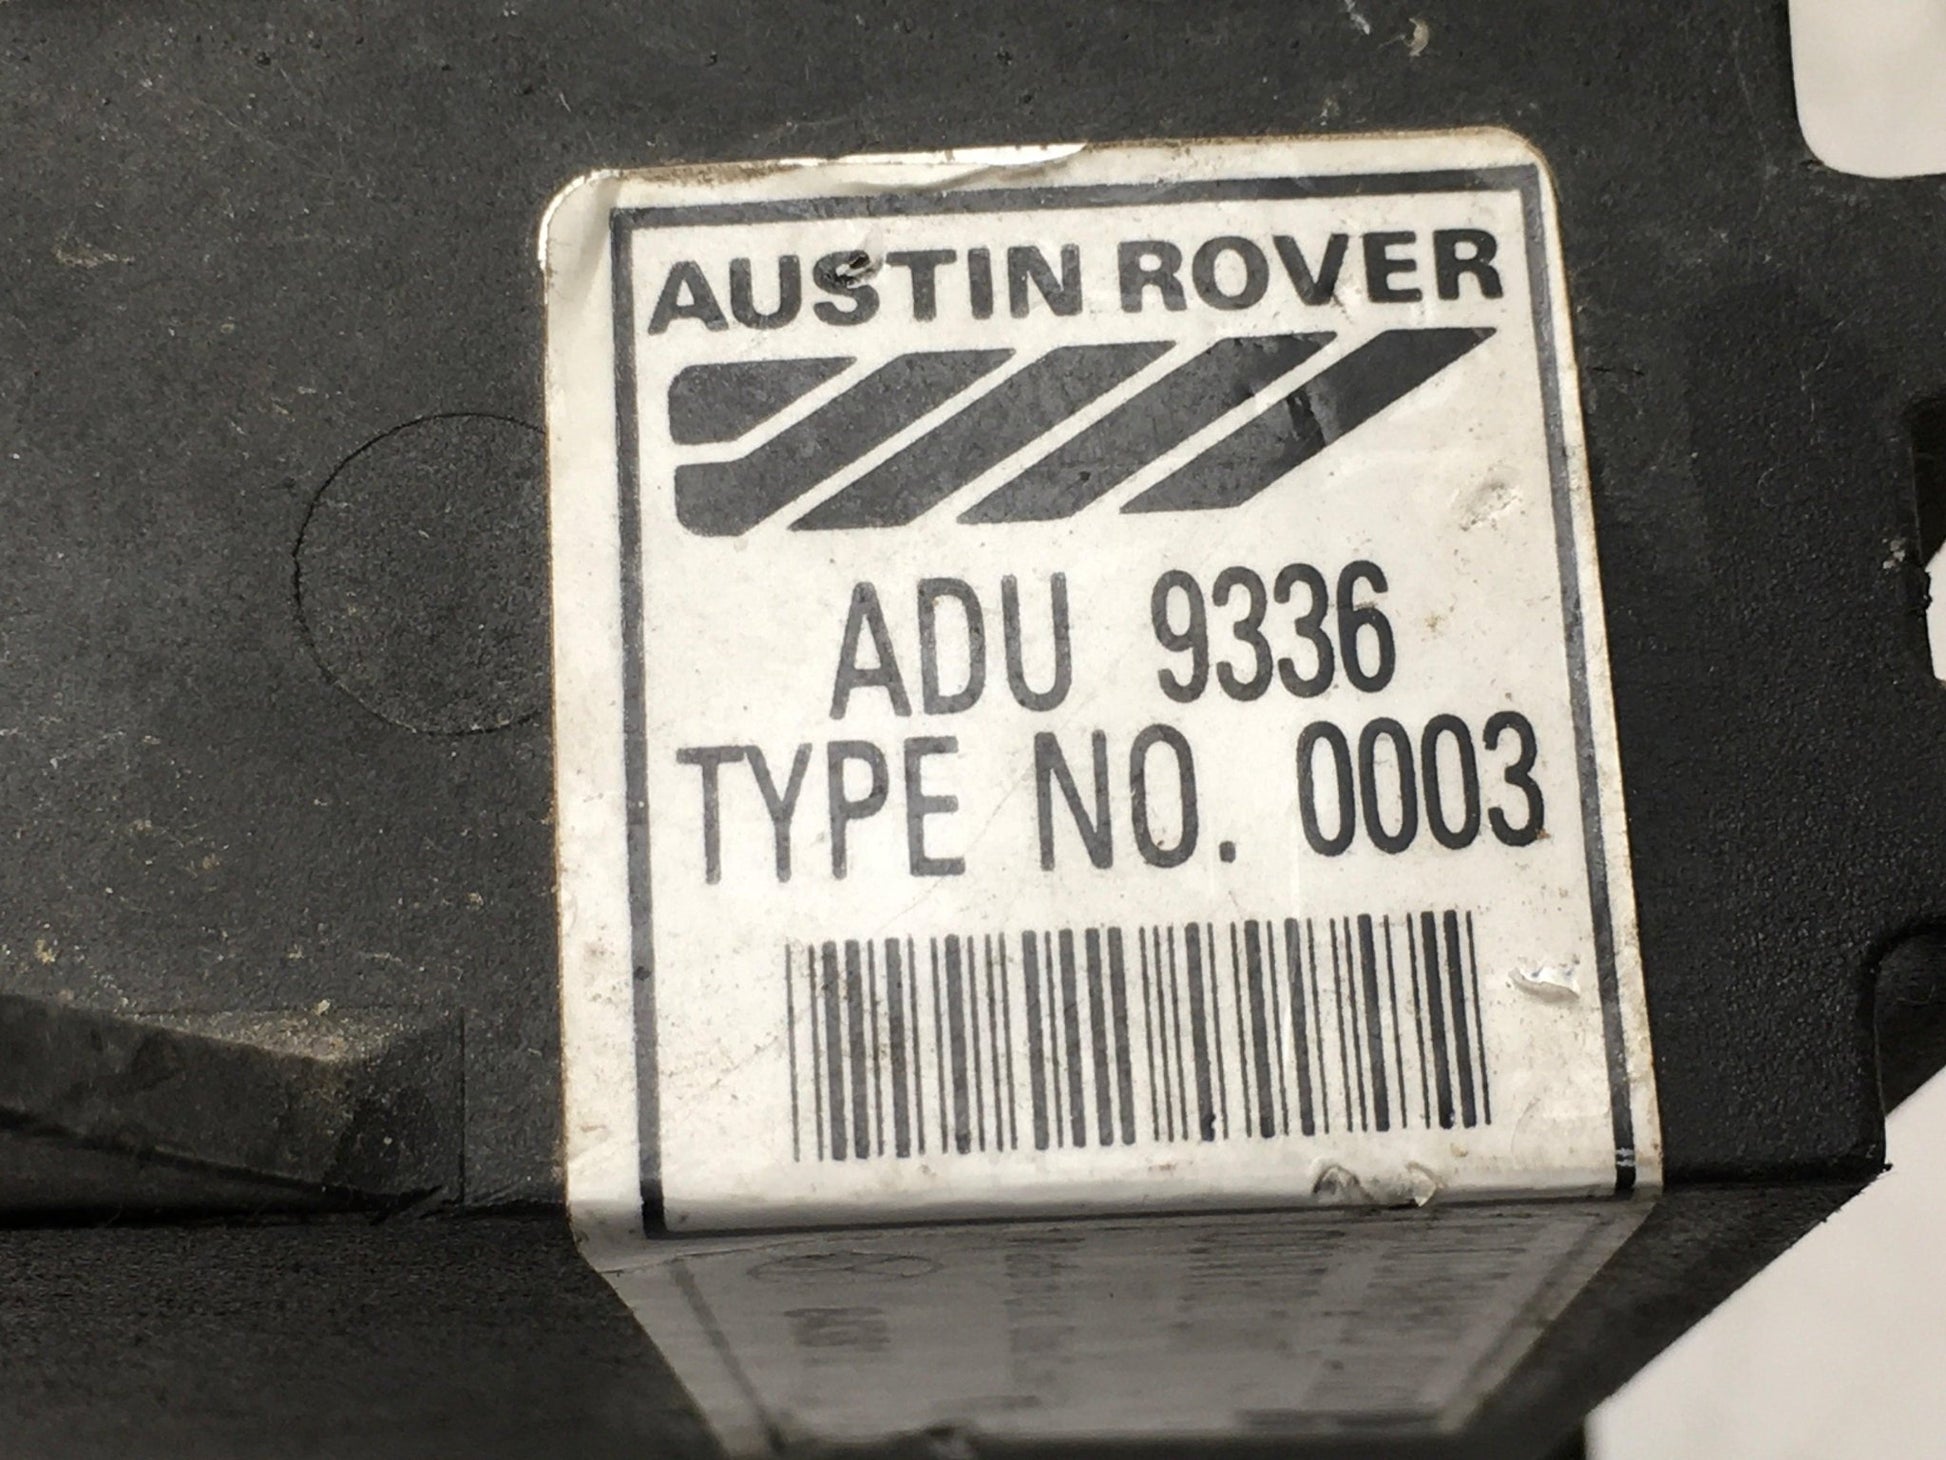 AUSTIN ROVER
ADU 9336
TYPE NO. 0003